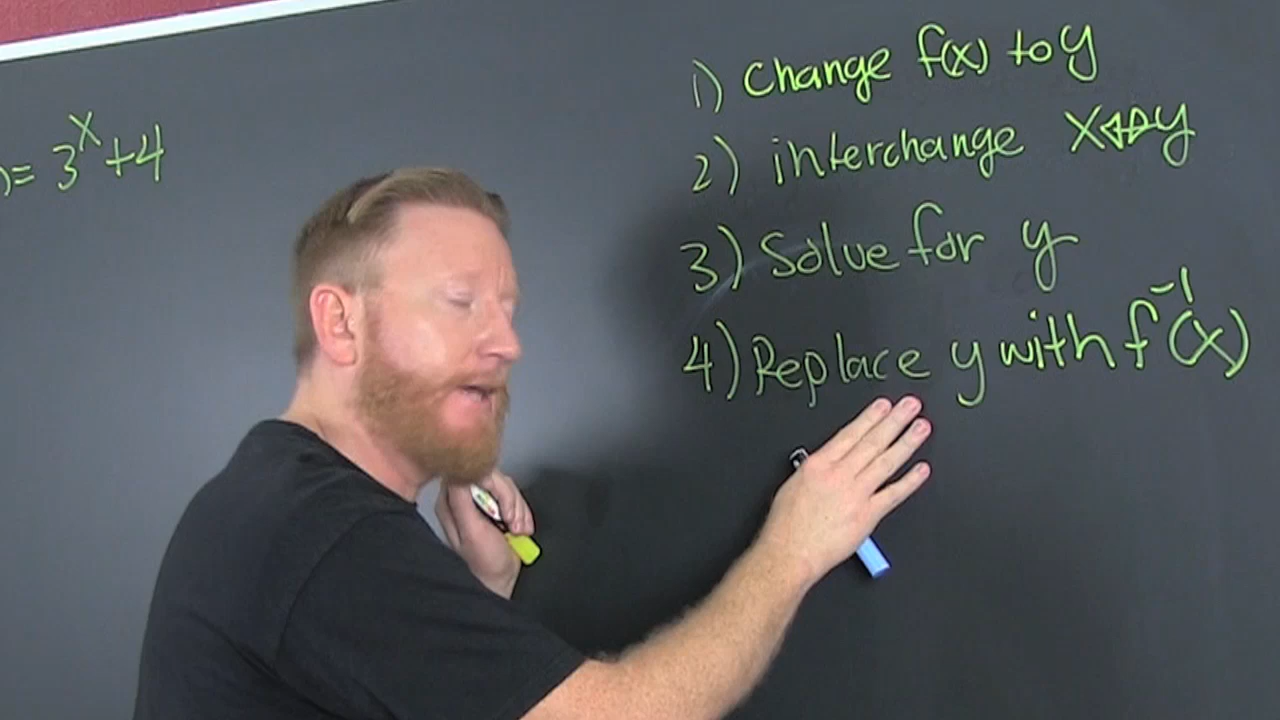 )= 3^x+4
1) Change f(x) to y
2) interchange x↔y
3) Solve for y
4) Replace y with f^-1(x)